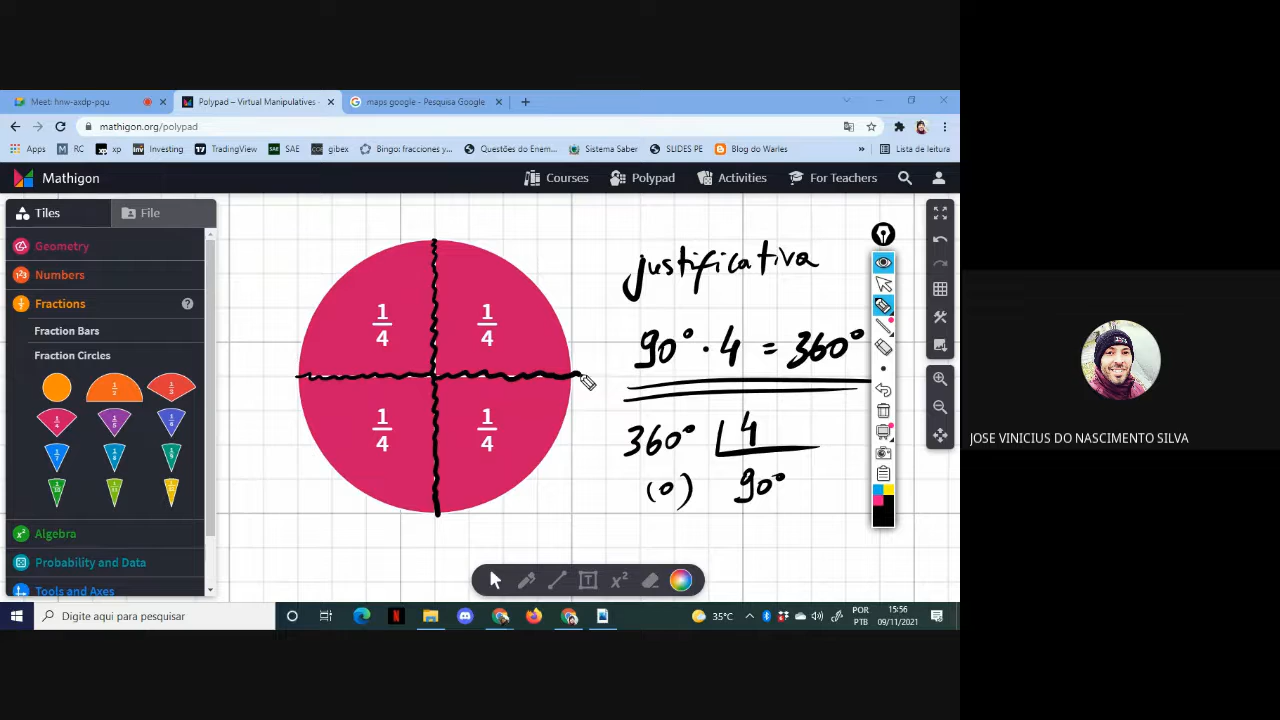 Meet: hnw-axdp-pqu
Polypad – Virtual Manipulatives -
maps google - Pesquisa Google
mathigon.org/polypad
Apps RC xp Investing TradingView SAE gibex Bingo: fracciones y... Questões do Enem... Sistema Saber SLIDES PE Blog do Warles » Lista de leitura
Mathigon
Courses Polypad Activities For Teachers
Tiles File
Geometry
Numbers
Fractions ?
Fraction Bars
Fraction Circles
Algebra
Probability and Data
Tools and Axes
1/4 1/4
1/4 1/4
justificativa
90° · 4 = 360°
360° 4
(0) 90°
JOSE VINICIUS DO NASCIMENTO SILVA
Digite aqui para pesquisar
35°C
POR
PTB
15:56
09/11/2021